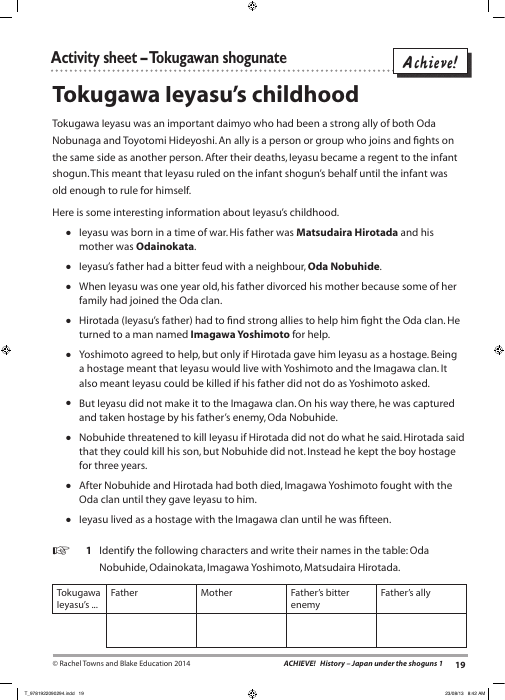 Activity sheet – Tokugawan shogunate
Achieve!
Tokugawa Ieyasu's childhood
Tokugawa Ieyasu was an important daimyo who had been a strong ally of both Oda
Nobunaga and Toyotomi Hideyoshi. An ally is a person or group who joins and fights on
the same side as another person. After their deaths, Ieyasu became a regent to the infant
shogun. This meant that Ieyasu ruled on the infant shogun's behalf until the infant was
old enough to rule for himself.
Here is some interesting information about Ieyasu's childhood.
• Ieyasu was born in a time of war. His father was Matsudaira Hirotada and his
mother was Odainokata.
• Ieyasu's father had a bitter feud with a neighbour, Oda Nobuhide.
• When Ieyasu was one year old, his father divorced his mother because some of her
family had joined the Oda clan.
• Hirotada (Ieyasu's father) had to find strong allies to help him fight the Oda clan. He
turned to a man named Imagawa Yoshimoto for help.
• Yoshimoto agreed to help, but only if Hirotada gave him Ieyasu as a hostage. Being
a hostage meant that Ieyasu would live with Yoshimoto and the Imagawa clan. It
also meant Ieyasu could be killed if his father did not do as Yoshimoto asked.
• But Ieyasu did not make it to the Imagawa clan. On his way there, he was captured
and taken hostage by his father's enemy, Oda Nobuhide.
• Nobuhide threatened to kill Ieyasu if Hirotada did not do what he said. Hirotada said
that they could kill his son, but Nobuhide did not. Instead he kept the boy hostage
for three years.
• After Nobuhide and Hirotada had both died, Imagawa Yoshimoto fought with the
Oda clan until they gave Ieyasu to him.
• Ieyasu lived as a hostage with the Imagawa clan until he was fifteen.
1 Identify the following characters and write their names in the table: Oda
Nobuhide, Odainokata, Imagawa Yoshimoto, Matsudaira Hirotada.
Tokugawa Ieyasu's ...
Father
Mother
Father's bitter enemy
Father's ally
© Rachel Towns and Blake Education 2014
ACHIEVE! History – Japan under the shoguns 1 19
T_9781922090294.indd 19
23/08/13 8:42 AM